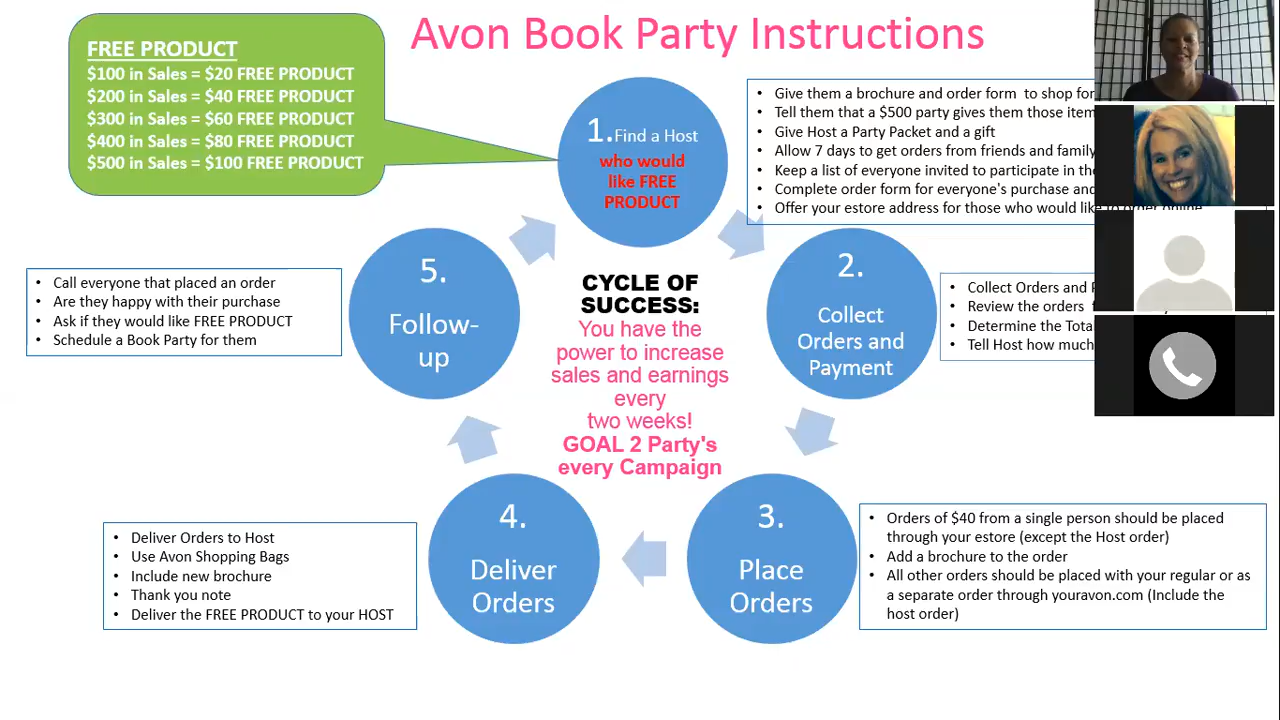 Avon Book Party Instructions
FREE PRODUCT
$100 in Sales = $20 FREE PRODUCT
$200 in Sales = $40 FREE PRODUCT
$300 in Sales = $60 FREE PRODUCT
$400 in Sales = $80 FREE PRODUCT
$500 in Sales = $100 FREE PRODUCT
1.Find a Host
who would
like FREE
PRODUCT
• Give them a brochure and order form to shop for
• Tell them that a $500 party gives them those item
• Give Host a Party Packet and a gift
• Allow 7 days to get orders from friends and family
• Keep a list of everyone invited to participate in the
• Complete order form for everyone's purchase and
• Offer your estore address for those who would like to order online
2.
Collect
Orders and
Payment
• Collect Orders and
• Review the orders
• Determine the Tota
• Tell Host how much
CYCLE OF
SUCCESS:
You have the
power to increase
sales and earnings
every
two weeks!
GOAL 2 Party's
every Campaign
3.
Place
Orders
• Orders of $40 from a single person should be placed
through your estore (except the Host order)
• Add a brochure to the order
• All other orders should be placed with your regular or as
a separate order through youravon.com (Include the
host order)
4.
Deliver
Orders
• Deliver Orders to Host
• Use Avon Shopping Bags
• Include new brochure
• Thank you note
• Deliver the FREE PRODUCT to your HOST
5.
Follow-
up
• Call everyone that placed an order
• Are they happy with their purchase
• Ask if they would like FREE PRODUCT
• Schedule a Book Party for them